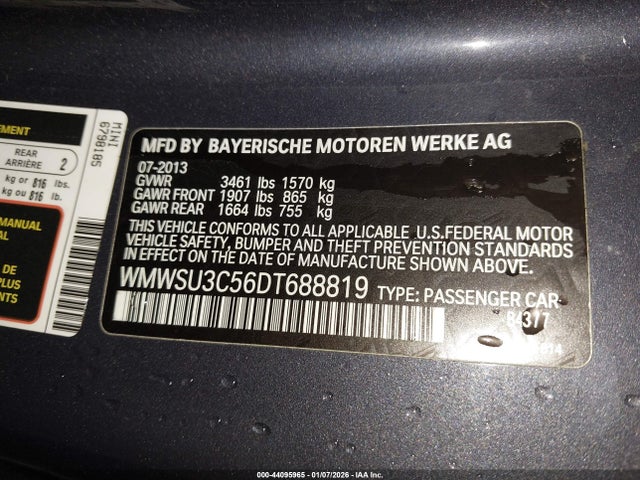 EMENT
REAR
ARRIÈRE 2
kg or 816 lbs.
kg ou 816 lb.
MANUAL
AL
DE
PLUS
ENTS
MINI
6798185
MFD BY BAYERISCHE MOTOREN WERKE AG
07-2013
GVWR 3461 lbs 1570 kg
GAWR FRONT 1907 lbs 865 kg
GAWR REAR 1664 lbs 755 kg
THIS VEHICLE CONFORMS TO ALL APPLICABLE U.S.FEDERAL MOTOR
VEHICLE SAFETY, BUMPER AND THEFT PREVENTION STANDARDS
IN EFFECT ON THE DATE OF MANUFACTURE SHOWN ABOVE.
WMWSU3C56DT688819 TYPE: PASSENGER CAR
000-44095965 - 01/07/2026 - IAA Inc.